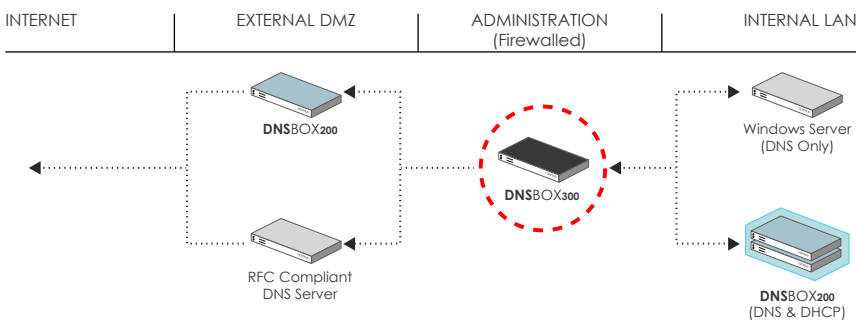 INTERNET
EXTERNAL DMZ
ADMINISTRATION
(Firewalled)
INTERNAL LAN
DNSBOX200
DNSBOX300
Windows Server
(DNS Only)
RFC Compliant
DNS Server
DNSBOX200
(DNS & DHCP)